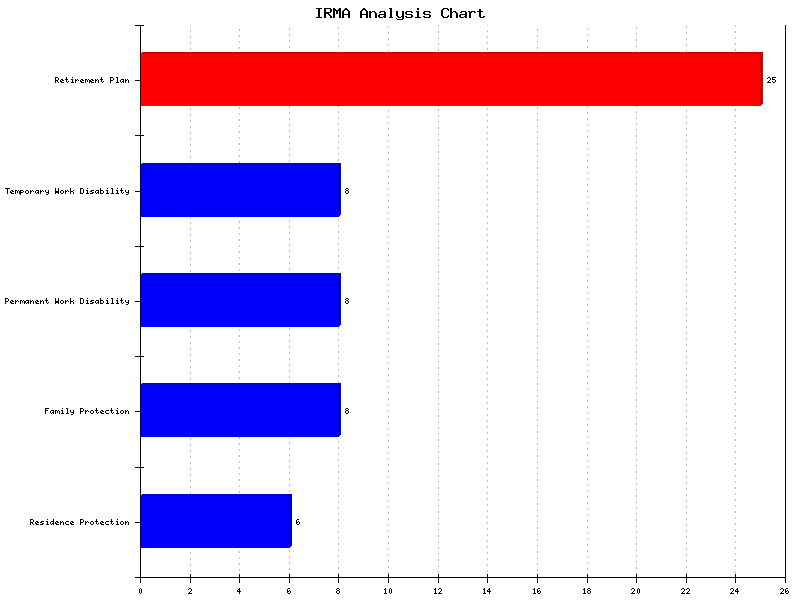 IRMA Analysis Chart
Retirement Plan
25
Temporary Work Disability
8
Permanent Work Disability
8
Family Protection
8
Residence Protection
6
0 2 4 6 8 10 12 14 16 18 20 22 24 26